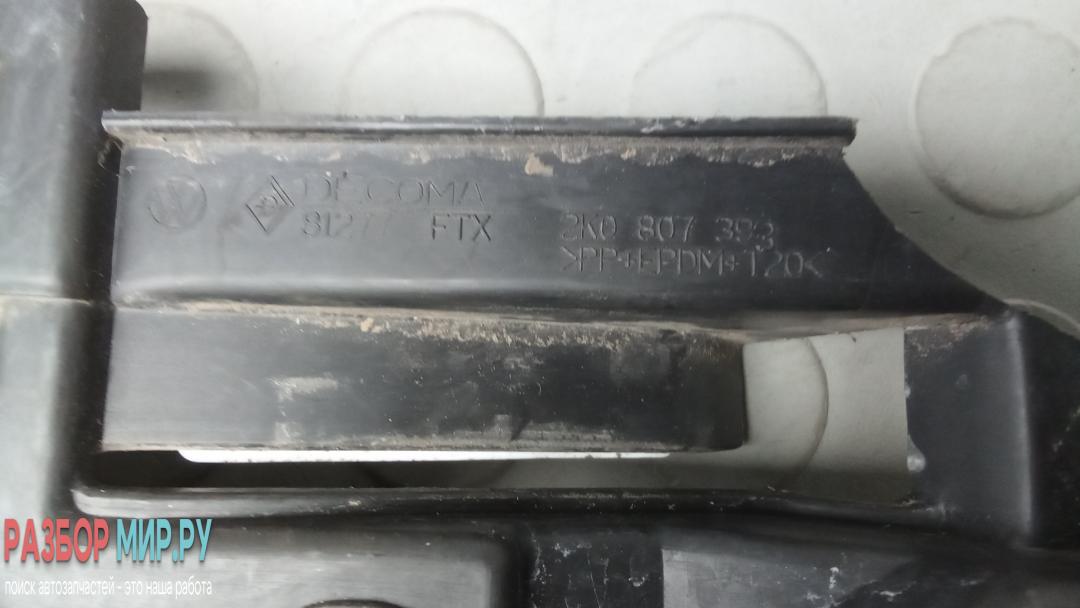 DECOMA
81277 FTX 2K0 807 393
>PP+EPDM+T20<
РАЗБОР МИР.РУ
поиск автозапчастей - это наша работа